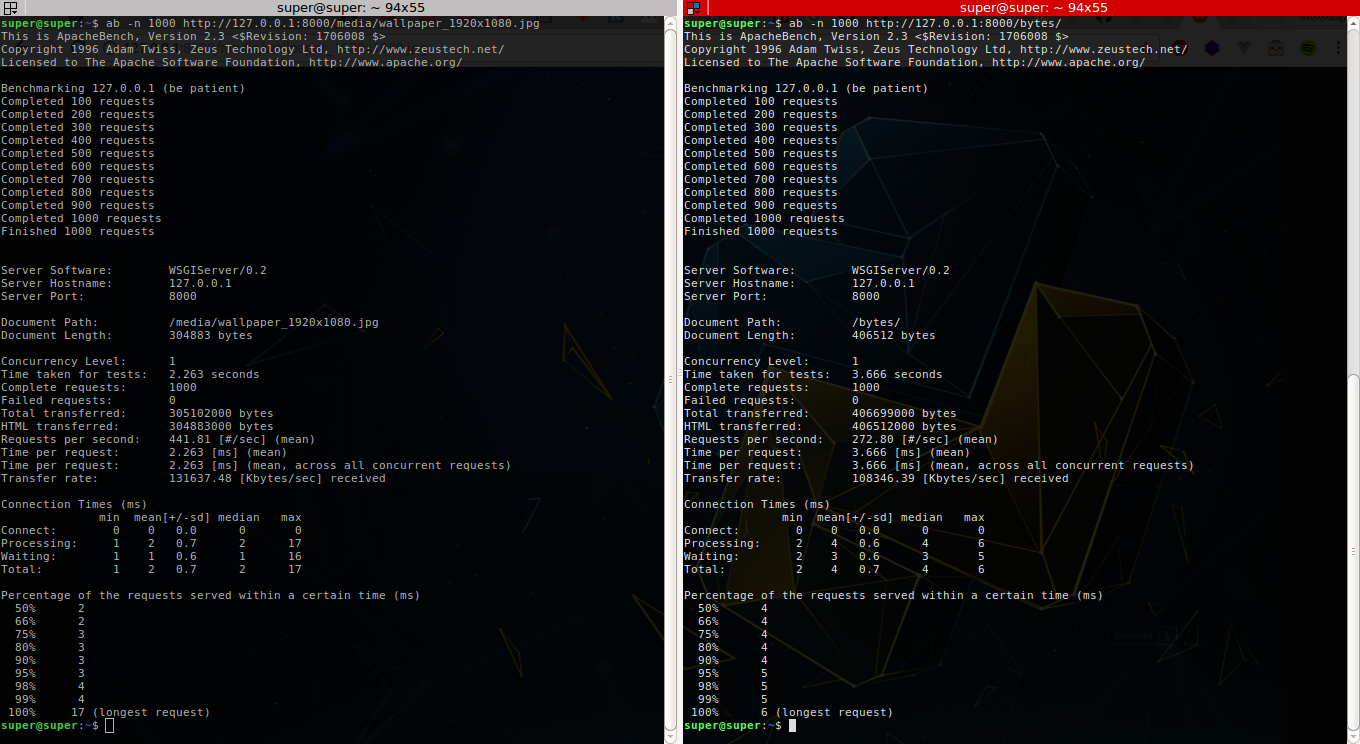 super@super: ~ 94x55
super@super:~$ ab -n 1000 http://127.0.0.1:8000/media/wallpaper_1920x1080.jpg
This is ApacheBench, Version 2.3 <$Revision: 1706008 $>
Copyright 1996 Adam Twiss, Zeus Technology Ltd, http://www.zeustech.net/
Licensed to The Apache Software Foundation, http://www.apache.org/
Benchmarking 127.0.0.1 (be patient)
Completed 100 requests
Completed 200 requests
Completed 300 requests
Completed 400 requests
Completed 500 requests
Completed 600 requests
Completed 700 requests
Completed 800 requests
Completed 900 requests
Completed 1000 requests
Finished 1000 requests
Server Software: WSGIServer/0.2
Server Hostname: 127.0.0.1
Server Port: 8000
Document Path: /media/wallpaper_1920x1080.jpg
Document Length: 304883 bytes
Concurrency Level: 1
Time taken for tests: 2.263 seconds
Complete requests: 1000
Failed requests: 0
Total transferred: 305102000 bytes
HTML transferred: 304883000 bytes
Requests per second: 441.81 [#/sec] (mean)
Time per request: 2.263 [ms] (mean)
Time per request: 2.263 [ms] (mean, across all concurrent requests)
Transfer rate: 131637.48 [Kbytes/sec] received
Connection Times (ms)
min mean[+/-sd] median max
Connect: 0 0 0.0 0 0
Processing: 1 2 0.7 2 17
Waiting: 1 1 0.6 1 16
Total: 1 2 0.7 2 17
Percentage of the requests served within a certain time (ms)
50% 2
66% 2
75% 3
80% 3
90% 3
95% 3
98% 4
99% 4
100% 17 (longest request)
super@super:~$
super@super: ~ 94x55
super@super:~$ ab -n 1000 http://127.0.0.1:8000/bytes/
This is ApacheBench, Version 2.3 <$Revision: 1706008 $>
Copyright 1996 Adam Twiss, Zeus Technology Ltd, http://www.zeustech.net/
Licensed to The Apache Software Foundation, http://www.apache.org/
Benchmarking 127.0.0.1 (be patient)
Completed 100 requests
Completed 200 requests
Completed 300 requests
Completed 400 requests
Completed 500 requests
Completed 600 requests
Completed 700 requests
Completed 800 requests
Completed 900 requests
Completed 1000 requests
Finished 1000 requests
Server Software: WSGIServer/0.2
Server Hostname: 127.0.0.1
Server Port: 8000
Document Path: /bytes/
Document Length: 406512 bytes
Concurrency Level: 1
Time taken for tests: 3.666 seconds
Complete requests: 1000
Failed requests: 0
Total transferred: 406699000 bytes
HTML transferred: 406512000 bytes
Requests per second: 272.80 [#/sec] (mean)
Time per request: 3.666 [ms] (mean)
Time per request: 3.666 [ms] (mean, across all concurrent requests)
Transfer rate: 108346.39 [Kbytes/sec] received
Connection Times (ms)
min mean[+/-sd] median max
Connect: 0 0 0.0 0 0
Processing: 2 4 0.6 4 6
Waiting: 2 3 0.6 3 5
Total: 2 4 0.7 4 6
Percentage of the requests served within a certain time (ms)
50% 4
66% 4
75% 4
80% 4
90% 4
95% 5
98% 5
99% 5
100% 6 (longest request)
super@super:~$